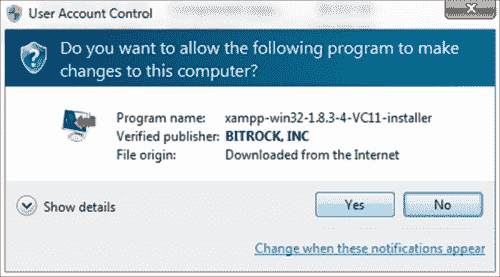 User Account Control
Do you want to allow the following program to make
changes to this computer?
Program name: xampp-win32-1.8.3-4-VC11-installer
Verified publisher: BITROCK, INC
File origin: Downloaded from the Internet
Show details
Yes
No
Change when these notifications appear